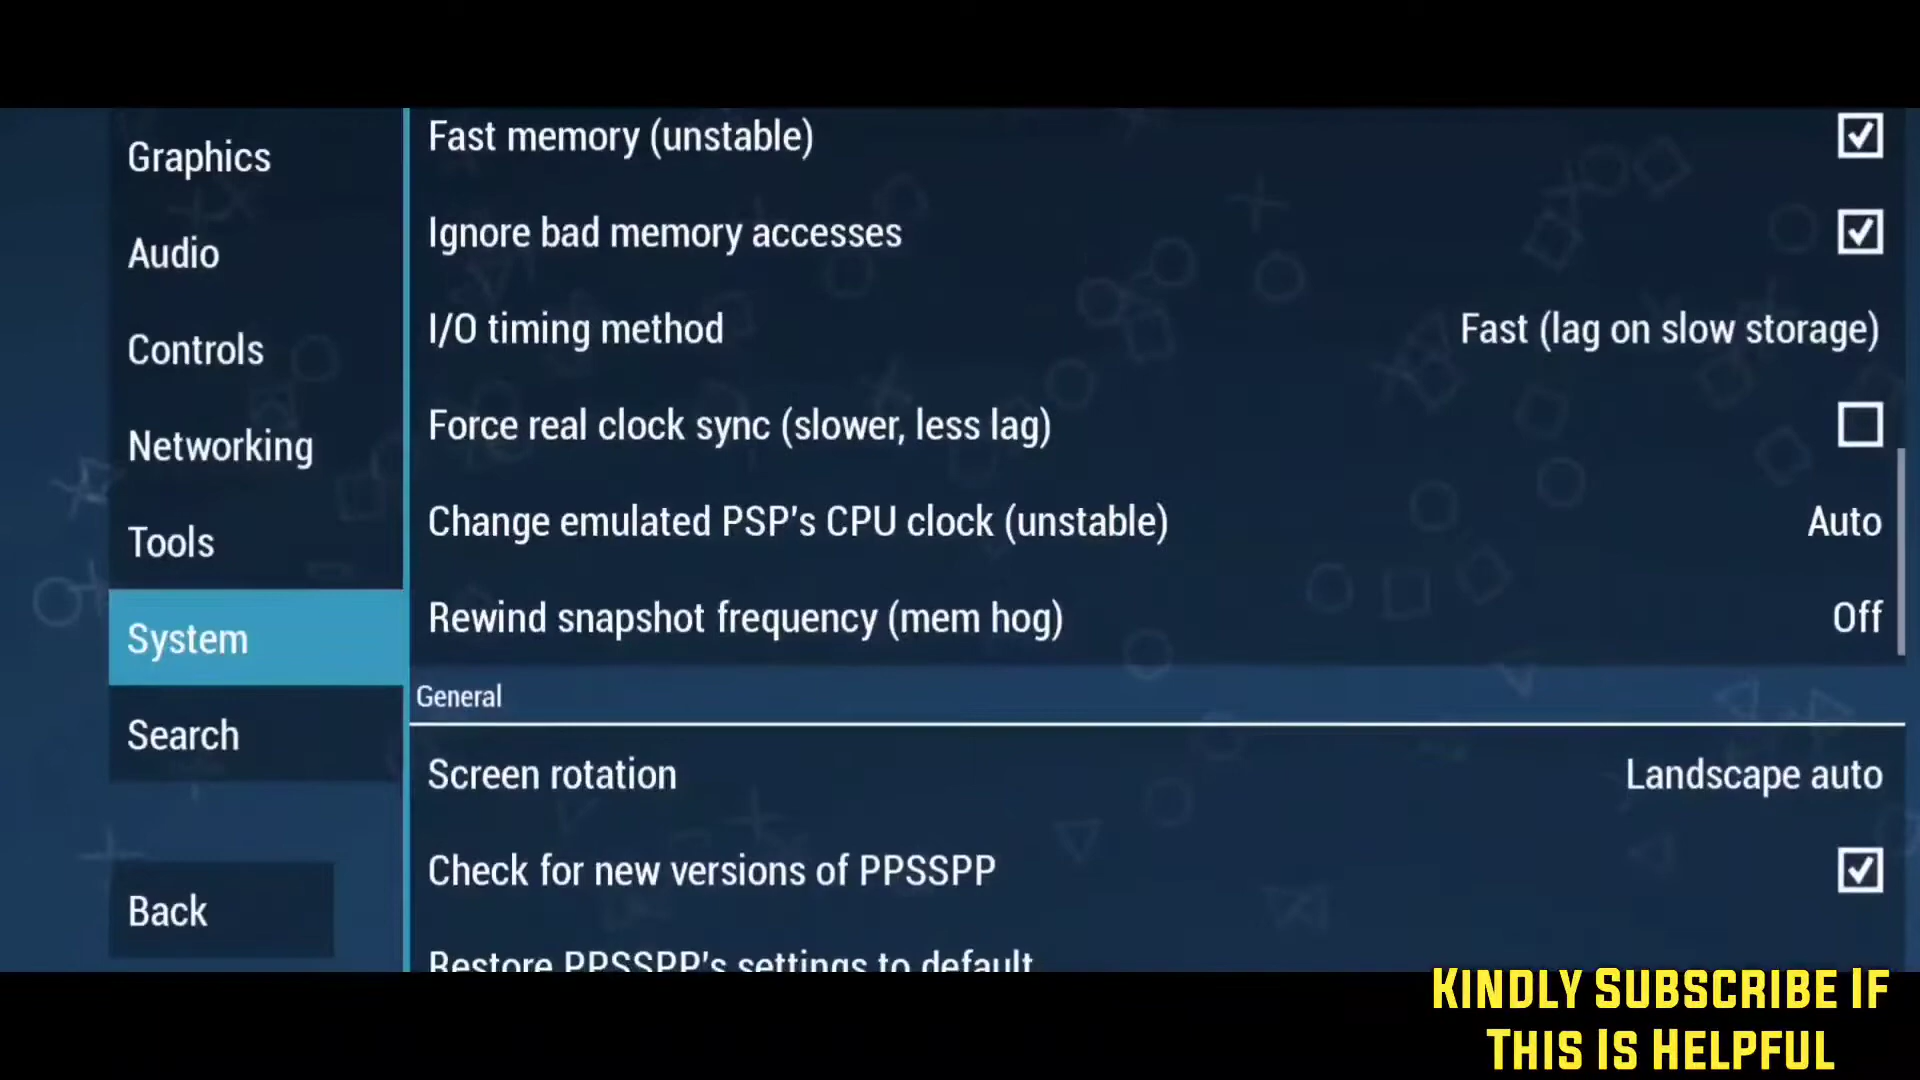 Graphics
Audio
Controls
Networking
Tools
System
Search
Back
Fast memory (unstable)
Ignore bad memory accesses
I/O timing method Fast (lag on slow storage)
Force real clock sync (slower, less lag)
Change emulated PSP's CPU clock (unstable) Auto
Rewind snapshot frequency (mem hog) Off
General
Screen rotation Landscape auto
Check for new versions of PPSSPP
Restore PPSSPP's settings to default
KINDLY SUBSCRIBE IF
THIS IS HELPFUL